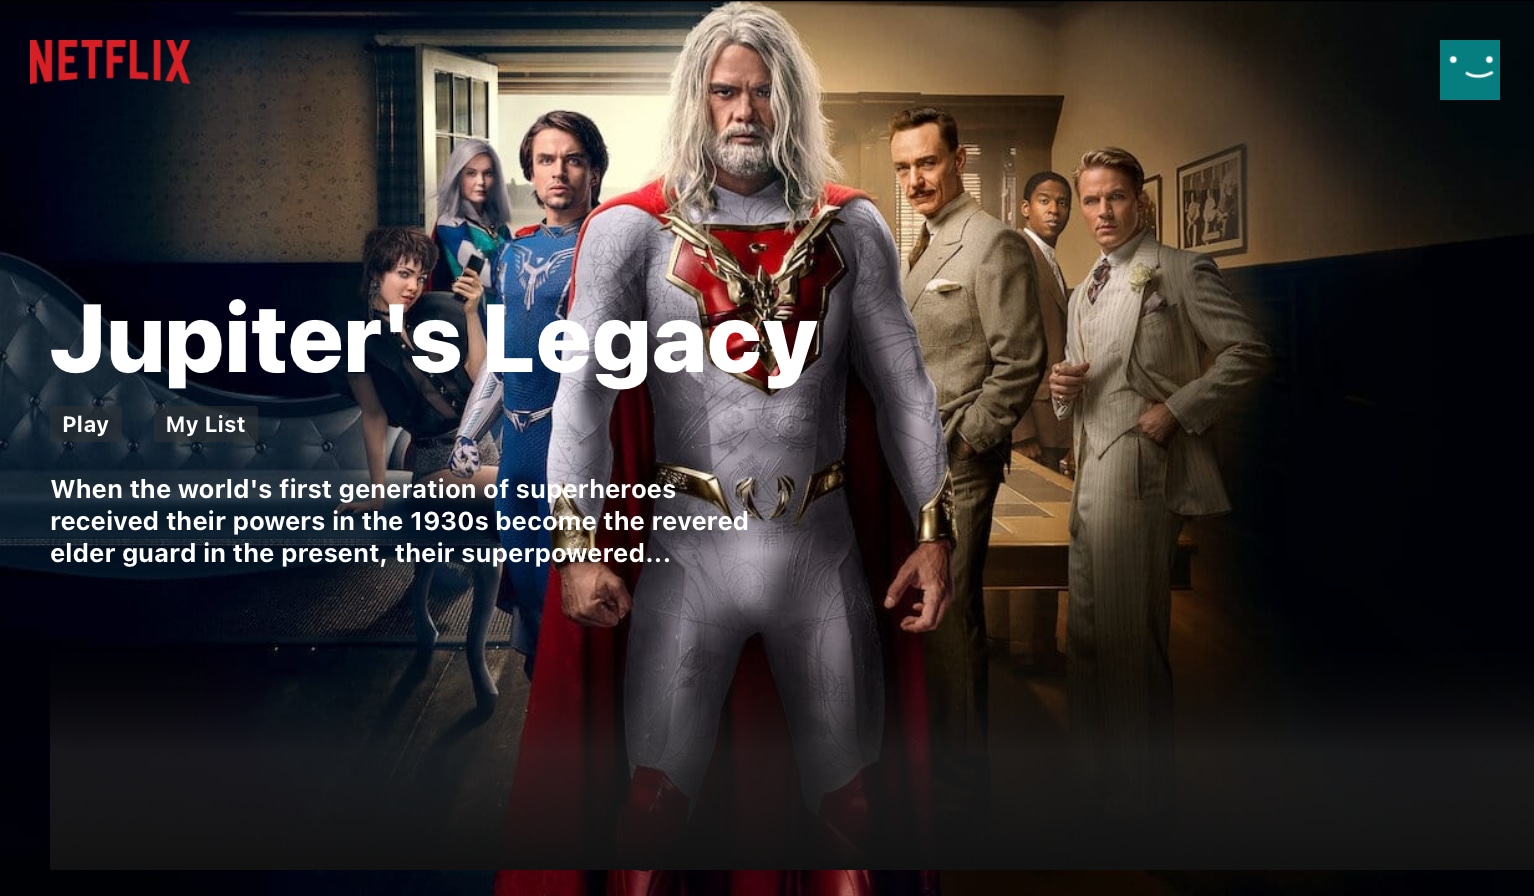 NETFLIX
Jupiter's Legacy
Play My List
When the world's first generation of superheroes
received their powers in the 1930s become the revered
elder guard in the present, their superpowered...